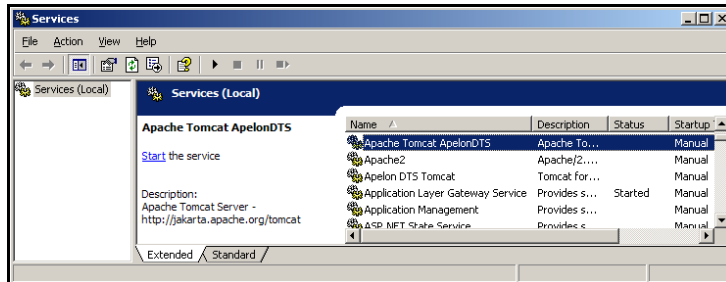 Services
File Action View Help
Services (Local)
Services (Local)
Apache Tomcat ApelonDTS
Start the service
Description:
Apache Tomcat Server -
http://jakarta.apache.org/tomcat
Name Description Status Startup
Apache Tomcat ApelonDTS Apache To... Manual
Apache2 Apache/2.... Manual
Apelon DTS Tomcat Tomcat for... Manual
Application Layer Gateway Service Provides s... Started Manual
Application Management Provides s... Manual
ASP.NET State Service Provides s... Manual
Extended Standard